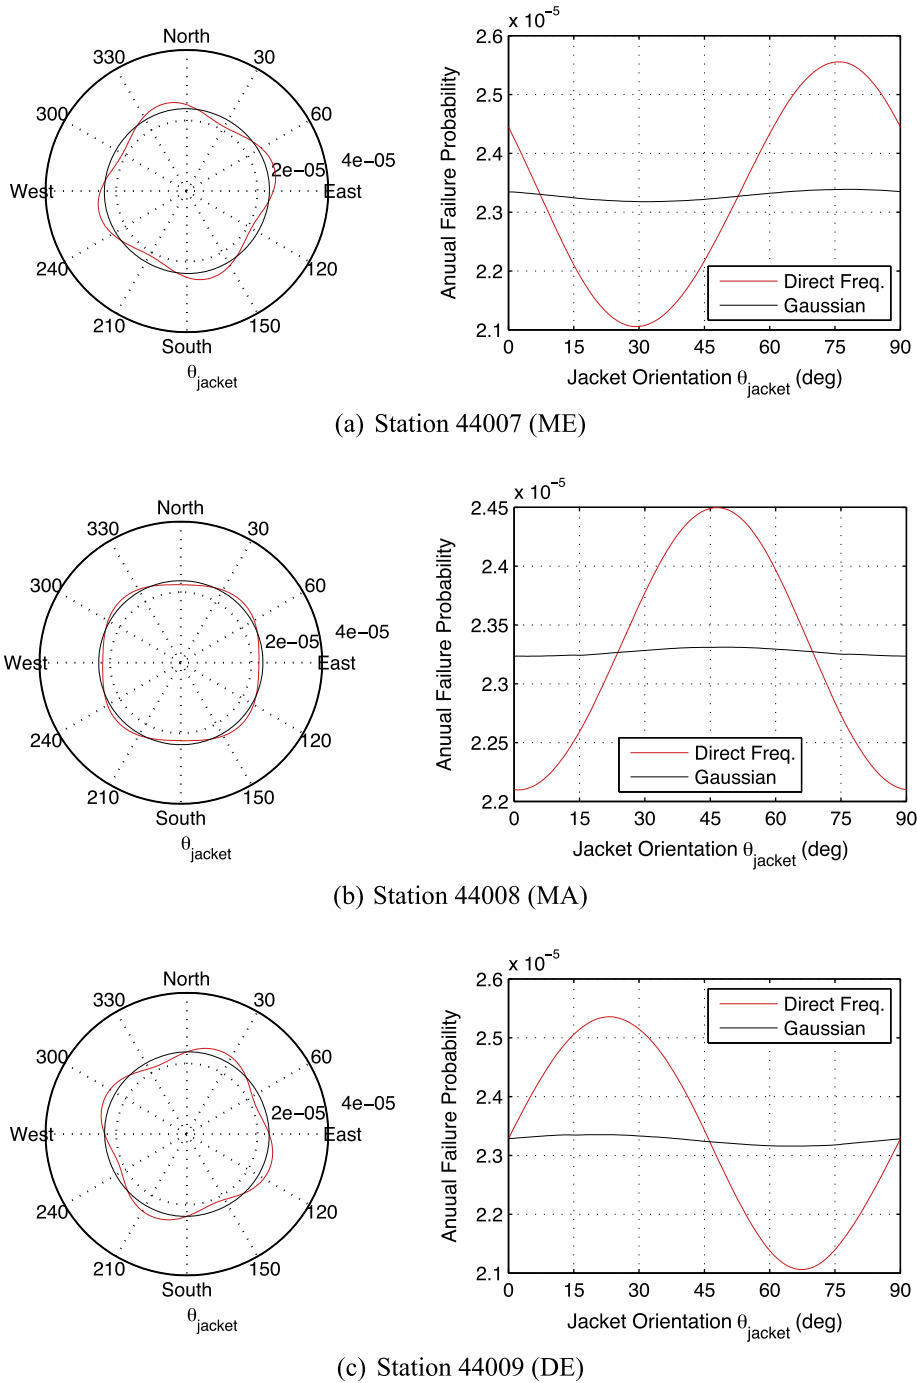 North
330
30
300
60
2e−05
4e−05
West
East
240
120
210
150
South
θjacket
x 10−5
2.6
2.5
2.4
2.3
2.2
2.1
Anuual Failure Probability
Direct Freq.
Gaussian
0 15 30 45 60 75 90
Jacket Orientation θjacket (deg)
(a) Station 44007 (ME)
North
330
30
300
60
2e−05
4e−05
West
East
240
120
210
150
South
θjacket
x 10−5
2.45
2.4
2.35
2.3
2.25
2.2
Anuual Failure Probability
Direct Freq.
Gaussian
0 15 30 45 60 75 90
Jacket Orientation θjacket (deg)
(b) Station 44008 (MA)
North
330
30
300
60
2e−05
4e−05
West
East
240
120
210
150
South
θjacket
x 10−5
2.6
2.5
2.4
2.3
2.2
2.1
Anuual Failure Probability
Direct Freq.
Gaussian
0 15 30 45 60 75 90
Jacket Orientation θjacket (deg)
(c) Station 44009 (DE)